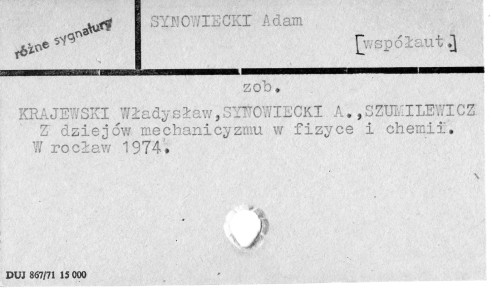 różne sygnatury
SYNOWIECKI Adam
[współaut.]
zob.
KRAJEWSKI Władysław,SYNOWIECKI A.,SZUMILEWICZ
Z dziejów mechanicyzmu w fizyce i chemii.
W rocław 1974.
DUJ 867/71 15 000